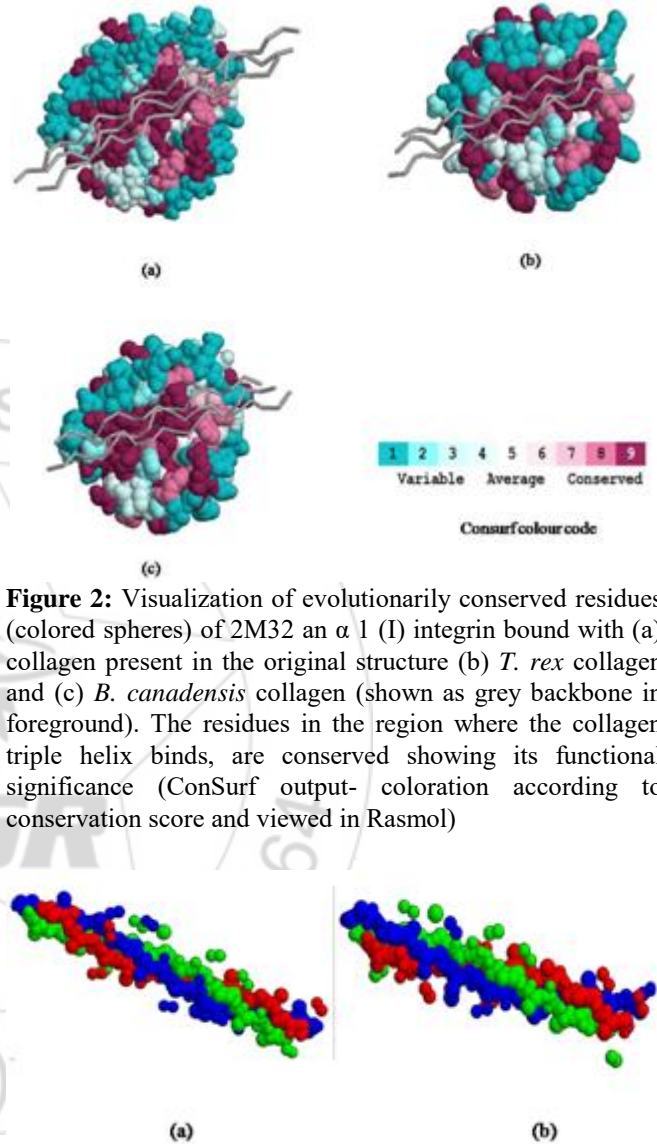 (a)
(b)
(c)
1 2 3 4 5 6 7 8 9
Variable Average Conserved
Consurf colour code
Figure 2: Visualization of evolutionarily conserved residues
(colored spheres) of 2M32 an α 1 (I) integrin bound with (a)
collagen present in the original structure (b) T. rex collagen
and (c) B. canadensis collagen (shown as grey backbone in
foreground). The residues in the region where the collagen
triple helix binds, are conserved showing its functional
significance (ConSurf output- coloration according to
conservation score and viewed in Rasmol)
(a)
(b)